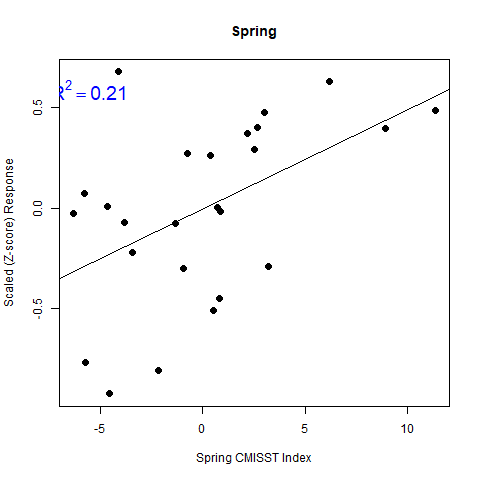 Spring
R² = 0.21
Scaled (Z-score) Response
0.5
0.0
-0.5
-5 0 5 10
Spring CMISST Index